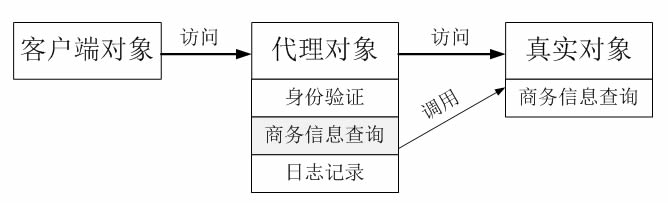 客户端对象
访问
代理对象
访问
真实对象
身份验证
商务信息查询
日志记录
调用
商务信息查询